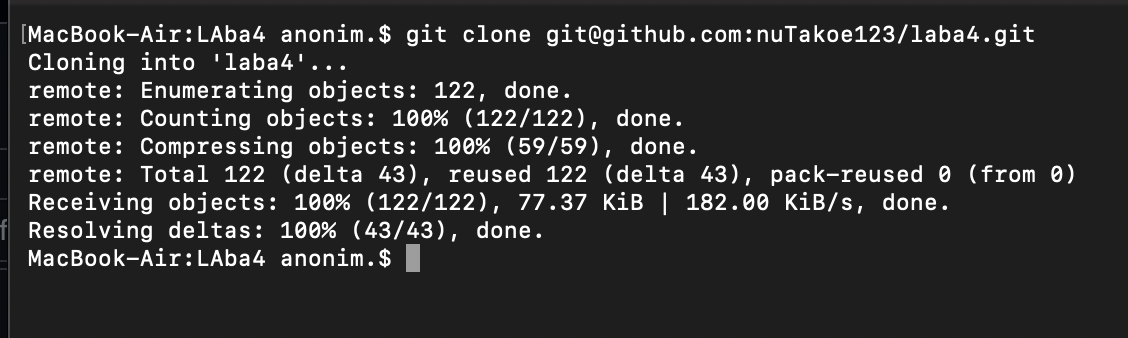 [MacBook-Air:LAba4 anonim.$ git clone git@github.com:nuTakoe123/laba4.git
Cloning into 'laba4'...
remote: Enumerating objects: 122, done.
remote: Counting objects: 100% (122/122), done.
remote: Compressing objects: 100% (59/59), done.
remote: Total 122 (delta 43), reused 122 (delta 43), pack-reused 0 (from 0)
Receiving objects: 100% (122/122), 77.37 KiB | 182.00 KiB/s, done.
Resolving deltas: 100% (43/43), done.
MacBook-Air:LAba4 anonim.$